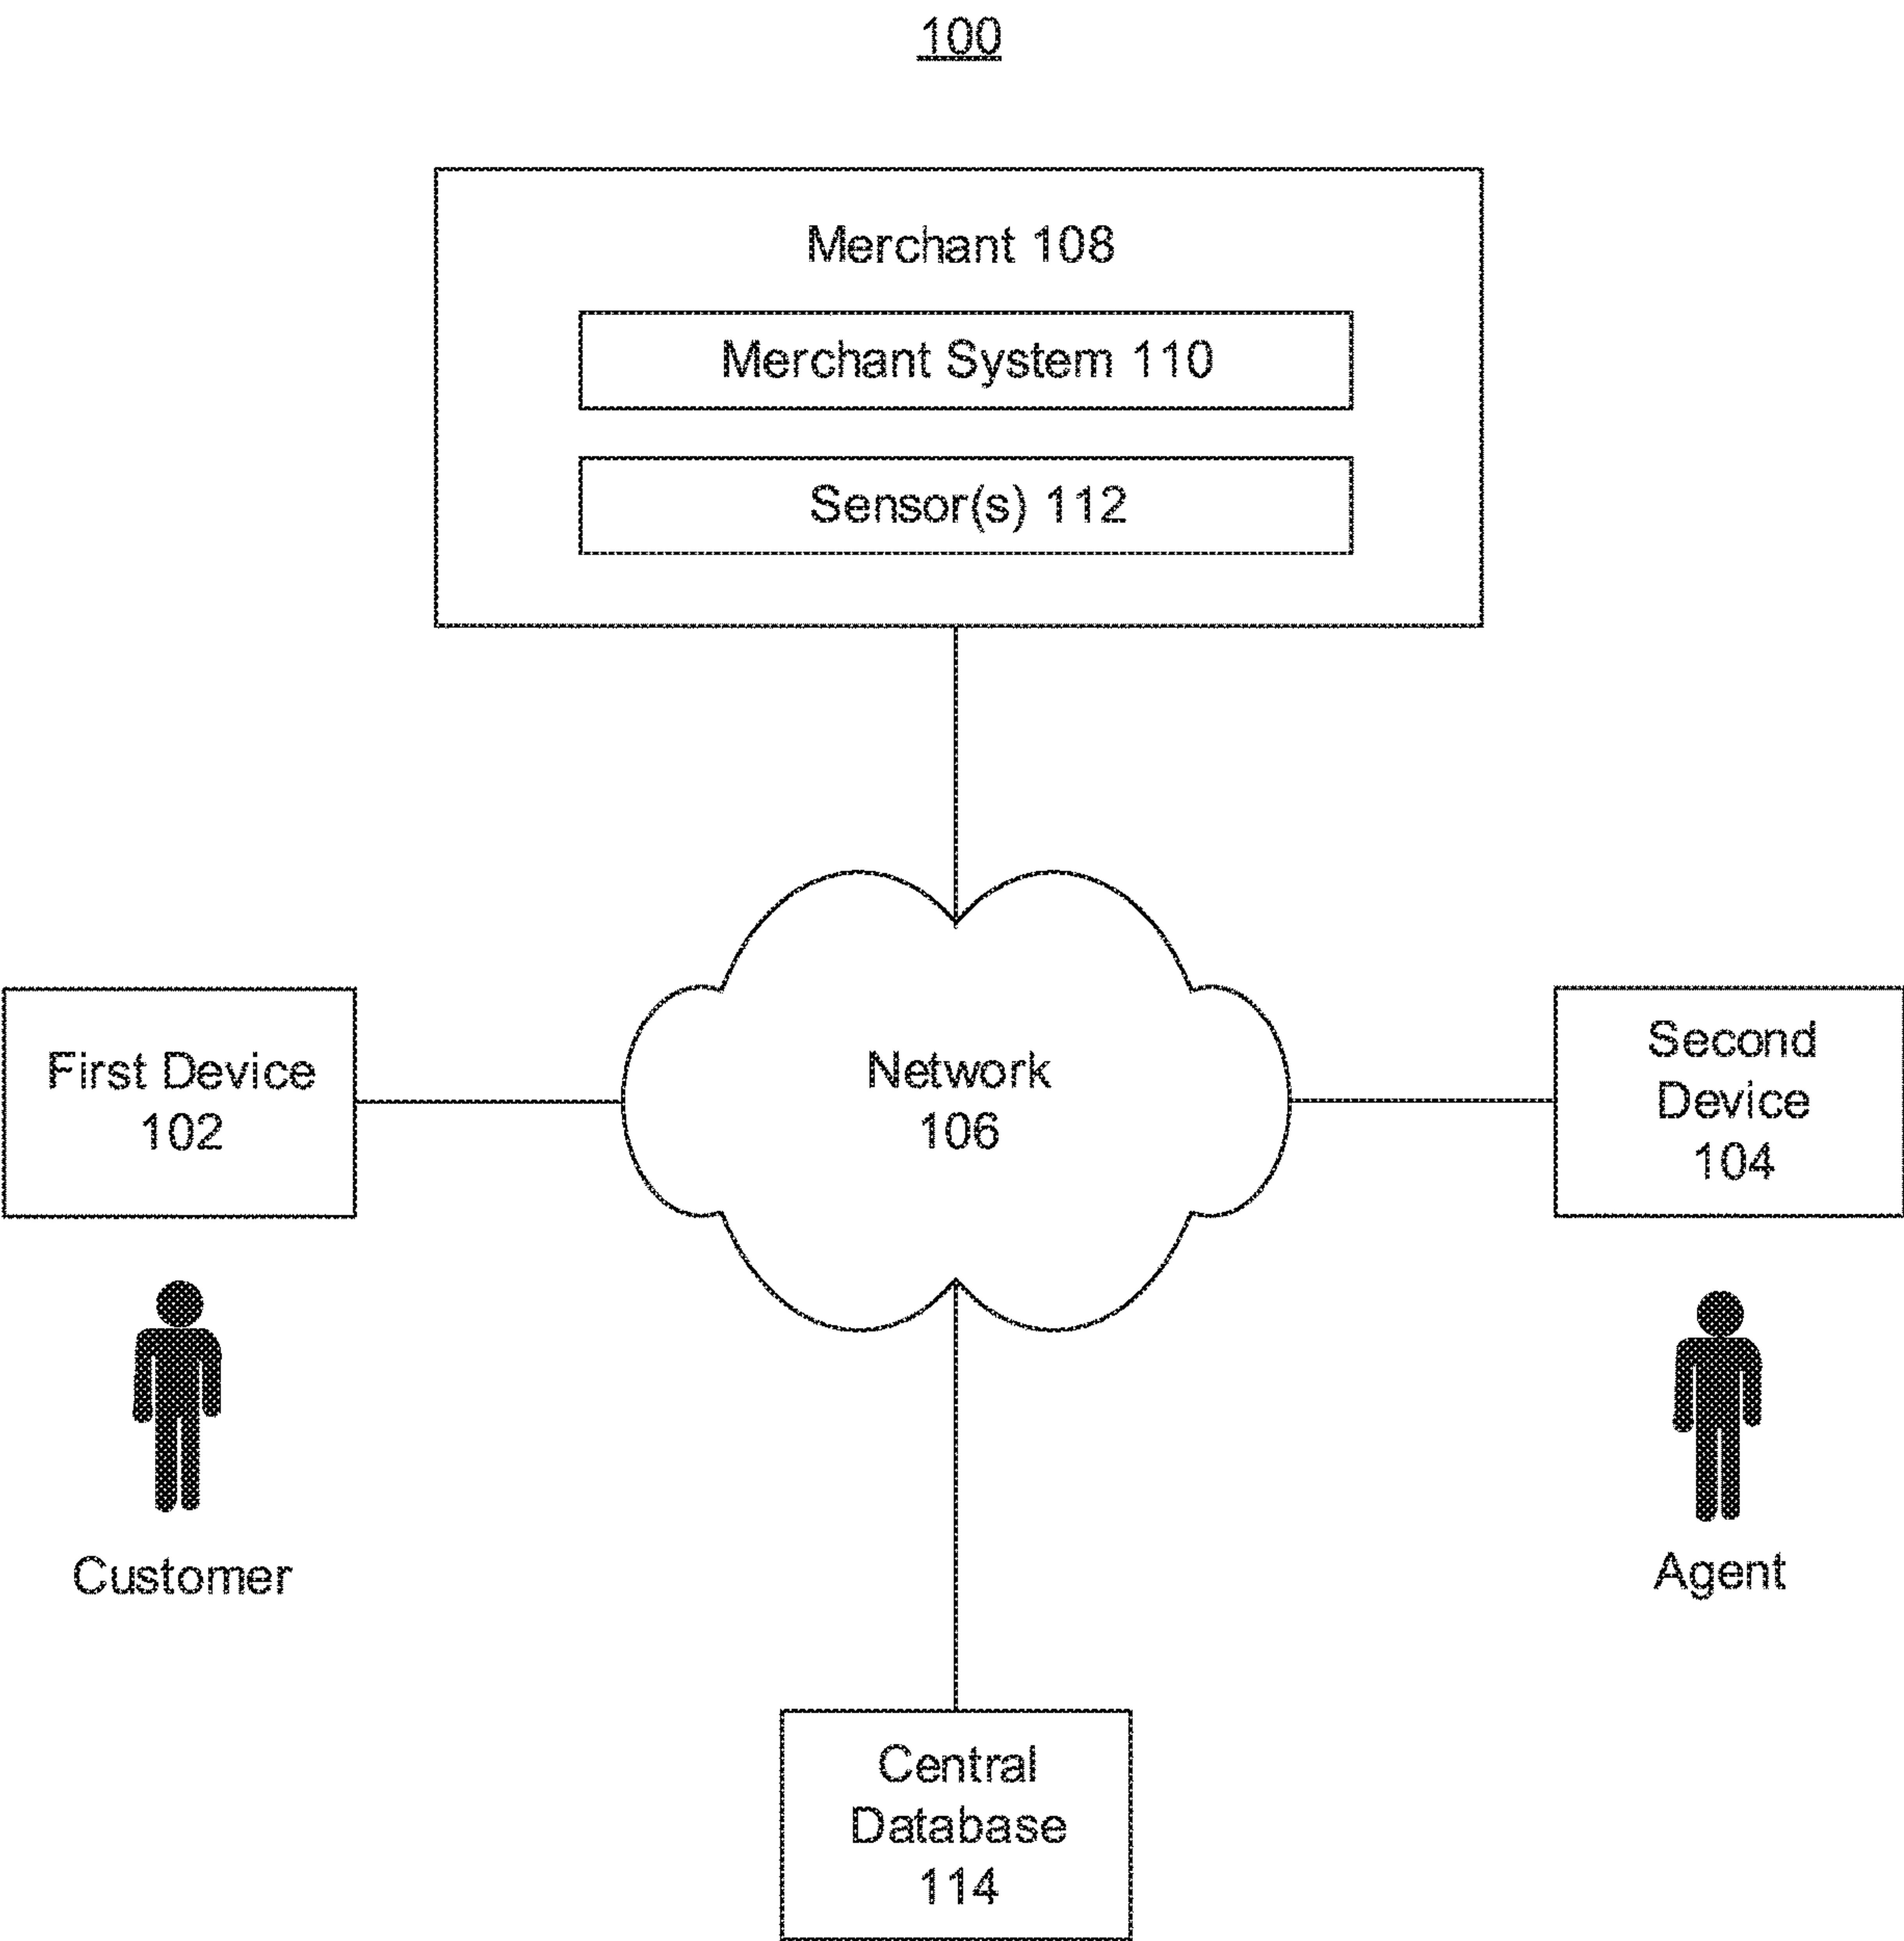 100
Merchant 108
Merchant System 110
Sensor(s) 112
First Device
102
Network
106
Second
Device
104
Customer
Agent
Central
Database
114